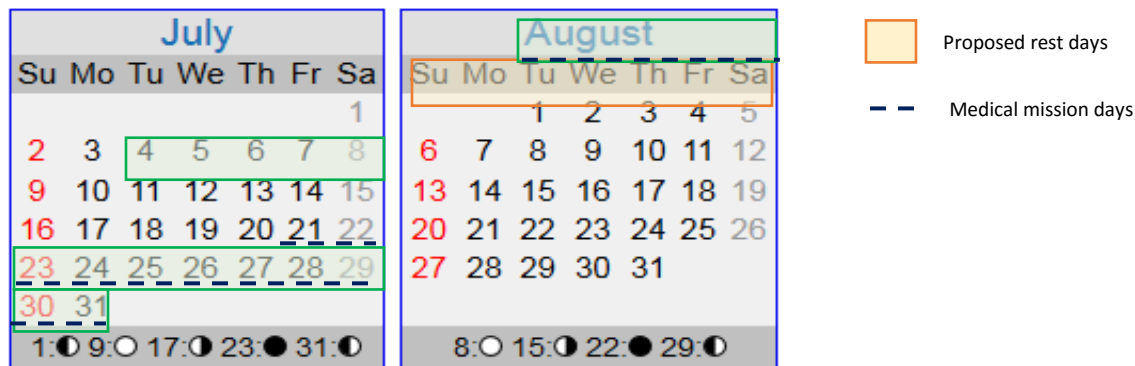 July
Su Mo Tu We Th Fr Sa
1
2 3 4 5 6 7 8
9 10 11 12 13 14 15
16 17 18 19 20 21 22
23 24 25 26 27 28 29
30 31
1: 9: 17: 23: 31:
August
Su Mo Tu We Th Fr Sa
1 2 3 4 5
6 7 8 9 10 11 12
13 14 15 16 17 18 19
20 21 22 23 24 25 26
27 28 29 30 31
8: 15: 22: 29:
Proposed rest days
Medical mission days